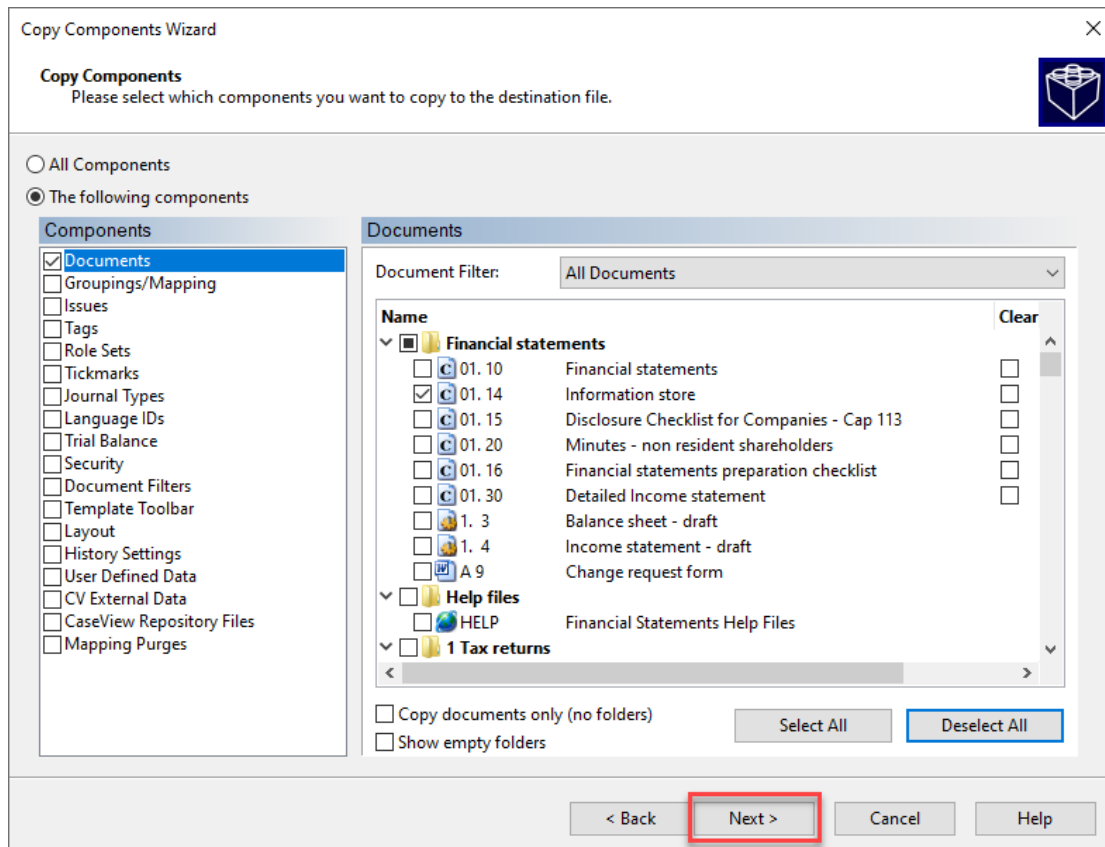 Copy Components Wizard
Copy Components
Please select which components you want to copy to the destination file.
All Components
The following components
Components
Documents
Groupings/Mapping
Issues
Tags
Role Sets
Tickmarks
Journal Types
Language IDs
Trial Balance
Security
Document Filters
Template Toolbar
Layout
History Settings
User Defined Data
CV External Data
CaseView Repository Files
Mapping Purges
Documents
Document Filter: All Documents
Name Clear
Financial statements
01. 10 Financial statements
01. 14 Information store
01. 15 Disclosure Checklist for Companies - Cap 113
01. 20 Minutes - non resident shareholders
01. 16 Financial statements preparation checklist
01. 30 Detailed Income statement
1. 3 Balance sheet - draft
1. 4 Income statement - draft
A 9 Change request form
Help files
HELP Financial Statements Help Files
1 Tax returns
Copy documents only (no folders)
Show empty folders
Select All Deselect All
< Back Next > Cancel Help